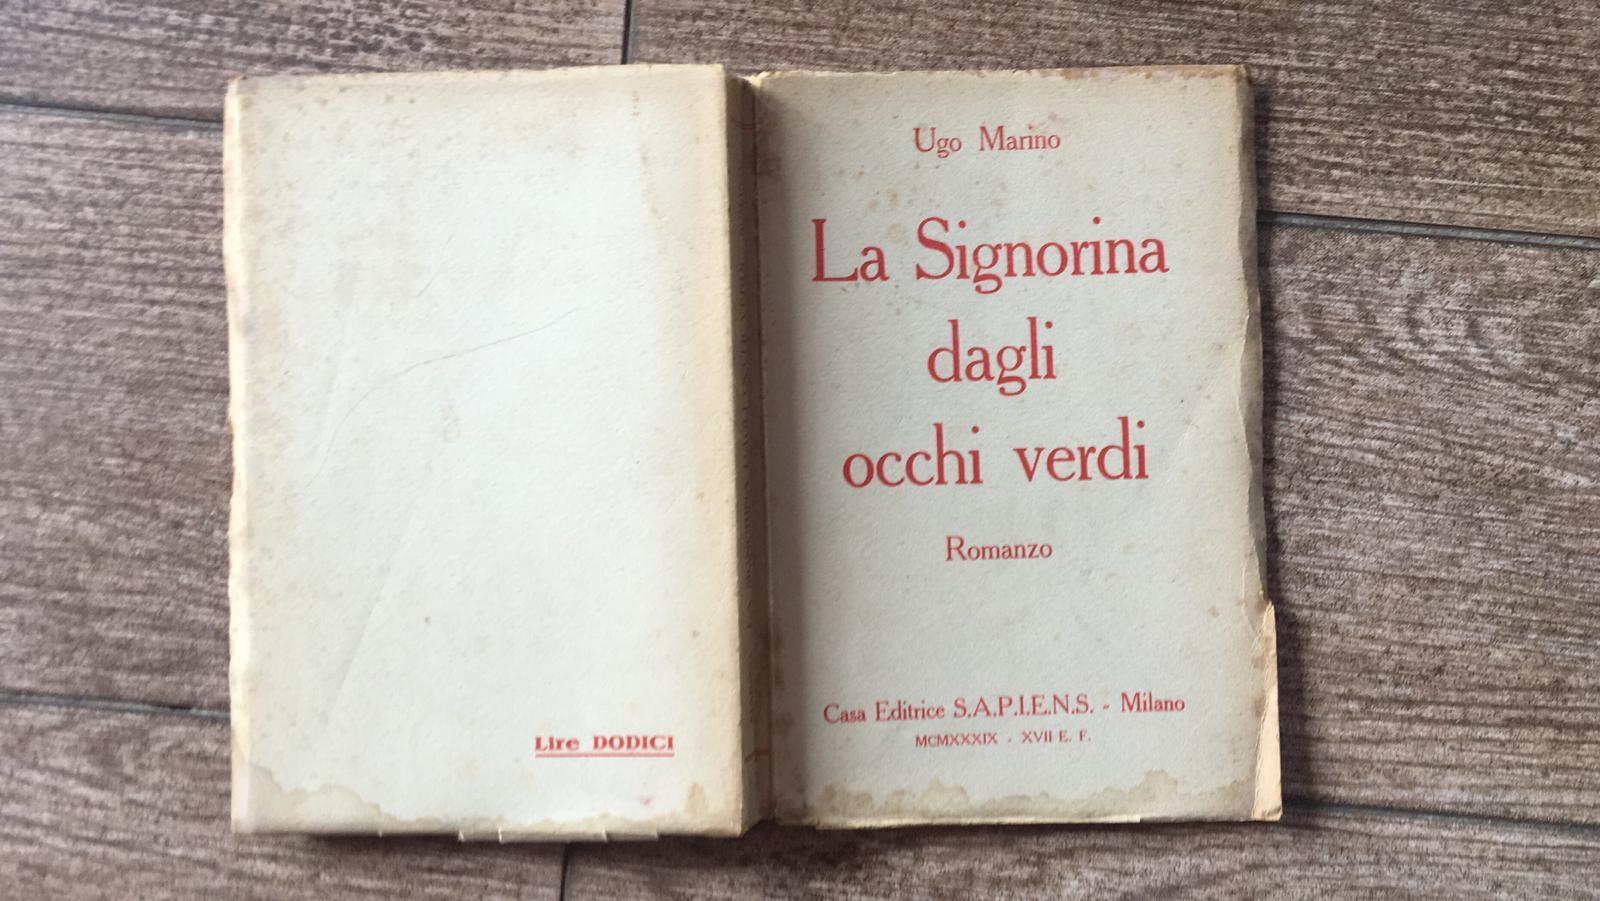 Lire DODICI
Ugo Marino
La Signorina
dagli
occhi verdi
Romanzo
Casa Editrice S.A.P.I.E.N.S. - Milano
MCMXXXIX - XVII E. F.